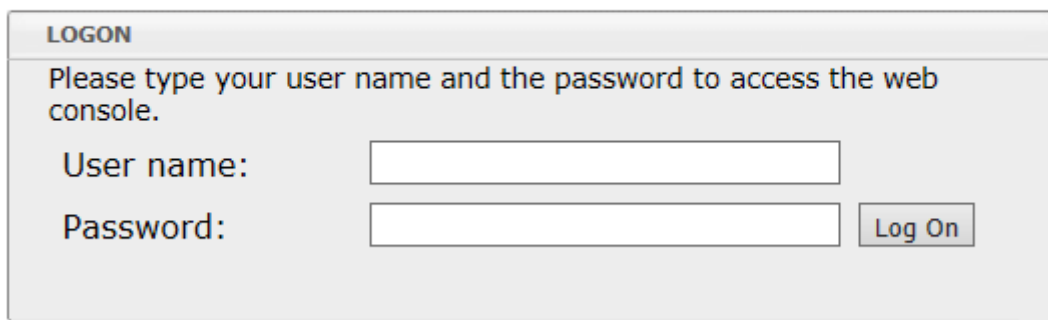 LOGON
Please type your user name and the password to access the web
console.
User name:
Password:
Log On